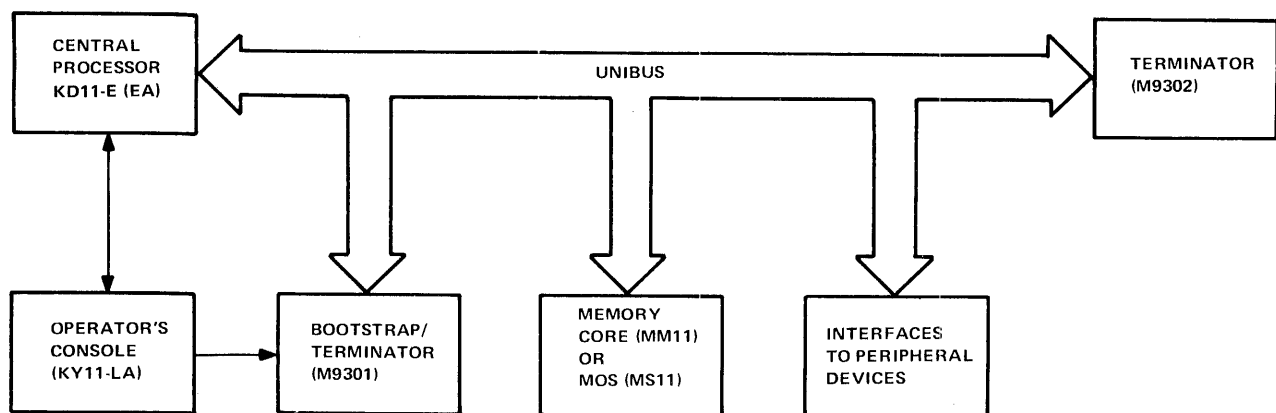 CENTRAL
PROCESSOR
KD11-E (EA)
UNIBUS
TERMINATOR
(M9302)
OPERATOR'S
CONSOLE
(KY11-LA)
BOOTSTRAP/
TERMINATOR
(M9301)
MEMORY
CORE (MM11)
OR
MOS (MS11)
INTERFACES
TO PERIPHERAL
DEVICES